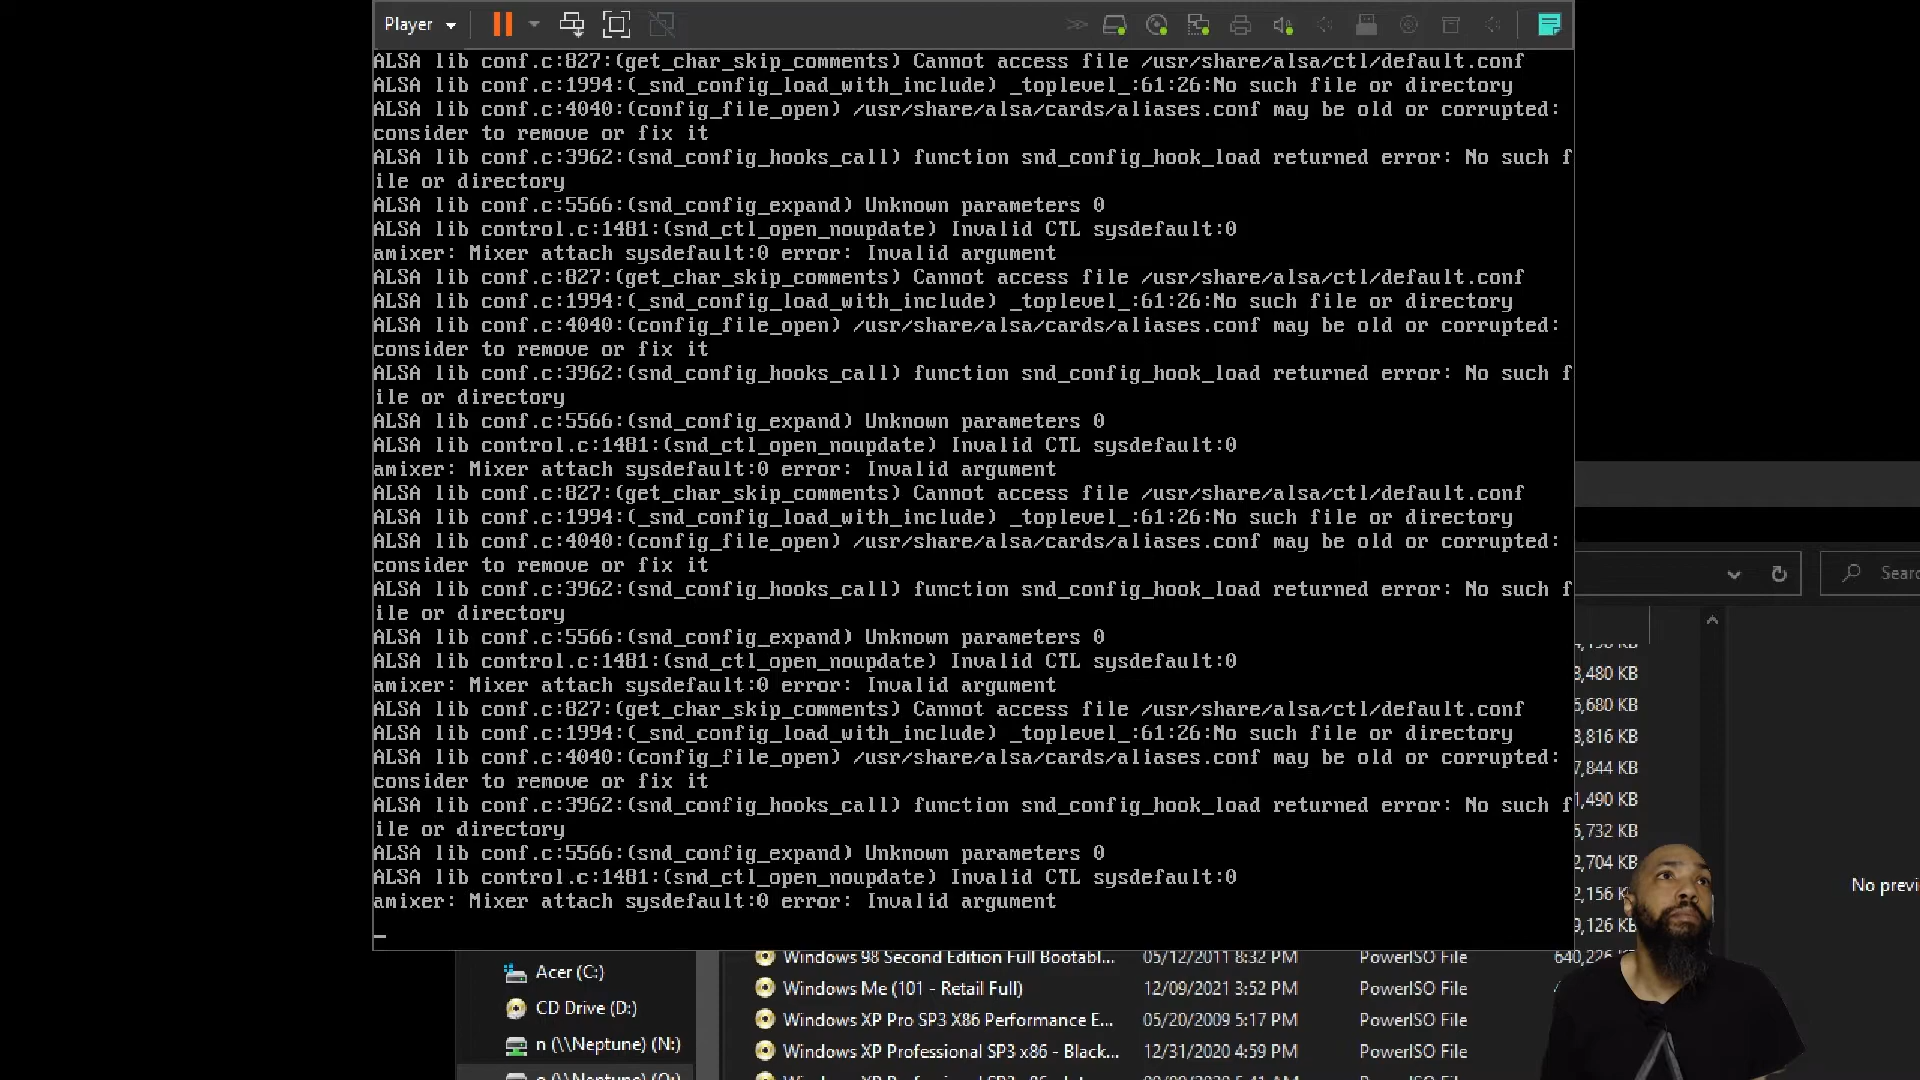 Player
ALSA lib conf.c:827:(get_char_skip_comments) Cannot access file /usr/share/alsa/ctl/default.conf
ALSA lib conf.c:1994:(_snd_config_load_with_include) _toplevel_:61:26:No such file or directory
ALSA lib conf.c:4040:(config_file_open) /usr/share/alsa/cards/aliases.conf may be old or corrupted:
consider to remove or fix it
ALSA lib conf.c:3962:(snd_config_hooks_call) function snd_config_hook_load returned error: No such f
ile or directory
ALSA lib conf.c:5566:(snd_config_expand) Unknown parameters 0
ALSA lib control.c:1481:(snd_ctl_open_noupdate) Invalid CTL sysdefault:0
amixer: Mixer attach sysdefault:0 error: Invalid argument
ALSA lib conf.c:827:(get_char_skip_comments) Cannot access file /usr/share/alsa/ctl/default.conf
ALSA lib conf.c:1994:(_snd_config_load_with_include) _toplevel_:61:26:No such file or directory
ALSA lib conf.c:4040:(config_file_open) /usr/share/alsa/cards/aliases.conf may be old or corrupted:
consider to remove or fix it
ALSA lib conf.c:3962:(snd_config_hooks_call) function snd_config_hook_load returned error: No such f
ile or directory
ALSA lib conf.c:5566:(snd_config_expand) Unknown parameters 0
ALSA lib control.c:1481:(snd_ctl_open_noupdate) Invalid CTL sysdefault:0
amixer: Mixer attach sysdefault:0 error: Invalid argument
ALSA lib conf.c:827:(get_char_skip_comments) Cannot access file /usr/share/alsa/ctl/default.conf
ALSA lib conf.c:1994:(_snd_config_load_with_include) _toplevel_:61:26:No such file or directory
ALSA lib conf.c:4040:(config_file_open) /usr/share/alsa/cards/aliases.conf may be old or corrupted:
consider to remove or fix it
ALSA lib conf.c:3962:(snd_config_hooks_call) function snd_config_hook_load returned error: No such f
ile or directory
ALSA lib conf.c:5566:(snd_config_expand) Unknown parameters 0
ALSA lib control.c:1481:(snd_ctl_open_noupdate) Invalid CTL sysdefault:0
amixer: Mixer attach sysdefault:0 error: Invalid argument
ALSA lib conf.c:827:(get_char_skip_comments) Cannot access file /usr/share/alsa/ctl/default.conf
ALSA lib conf.c:1994:(_snd_config_load_with_include) _toplevel_:61:26:No such file or directory
ALSA lib conf.c:4040:(config_file_open) /usr/share/alsa/cards/aliases.conf may be old or corrupted:
consider to remove or fix it
ALSA lib conf.c:3962:(snd_config_hooks_call) function snd_config_hook_load returned error: No such f
ile or directory
ALSA lib conf.c:5566:(snd_config_expand) Unknown parameters 0
ALSA lib control.c:1481:(snd_ctl_open_noupdate) Invalid CTL sysdefault:0
amixer: Mixer attach sysdefault:0 error: Invalid argument
Searc
3,480 KB
5,680 KB
3,816 KB
7,844 KB
1,490 KB
5,732 KB
2,704 KB
2,156 KB
9,126 KB
No previ
Acer (C:)
CD Drive (D:)
n (\\Neptune) (N:)
Windows 98 Second Edition Full Bootabl... 05/12/2011 8:32 PM PowerISO File 640,226
Windows Me (101 - Retail Full) 12/09/2021 3:52 PM PowerISO File
Windows XP Pro SP3 X86 Performance E... 05/20/2009 5:17 PM PowerISO File
Windows XP Professional SP3 x86 - Black... 12/31/2020 4:59 PM PowerISO File